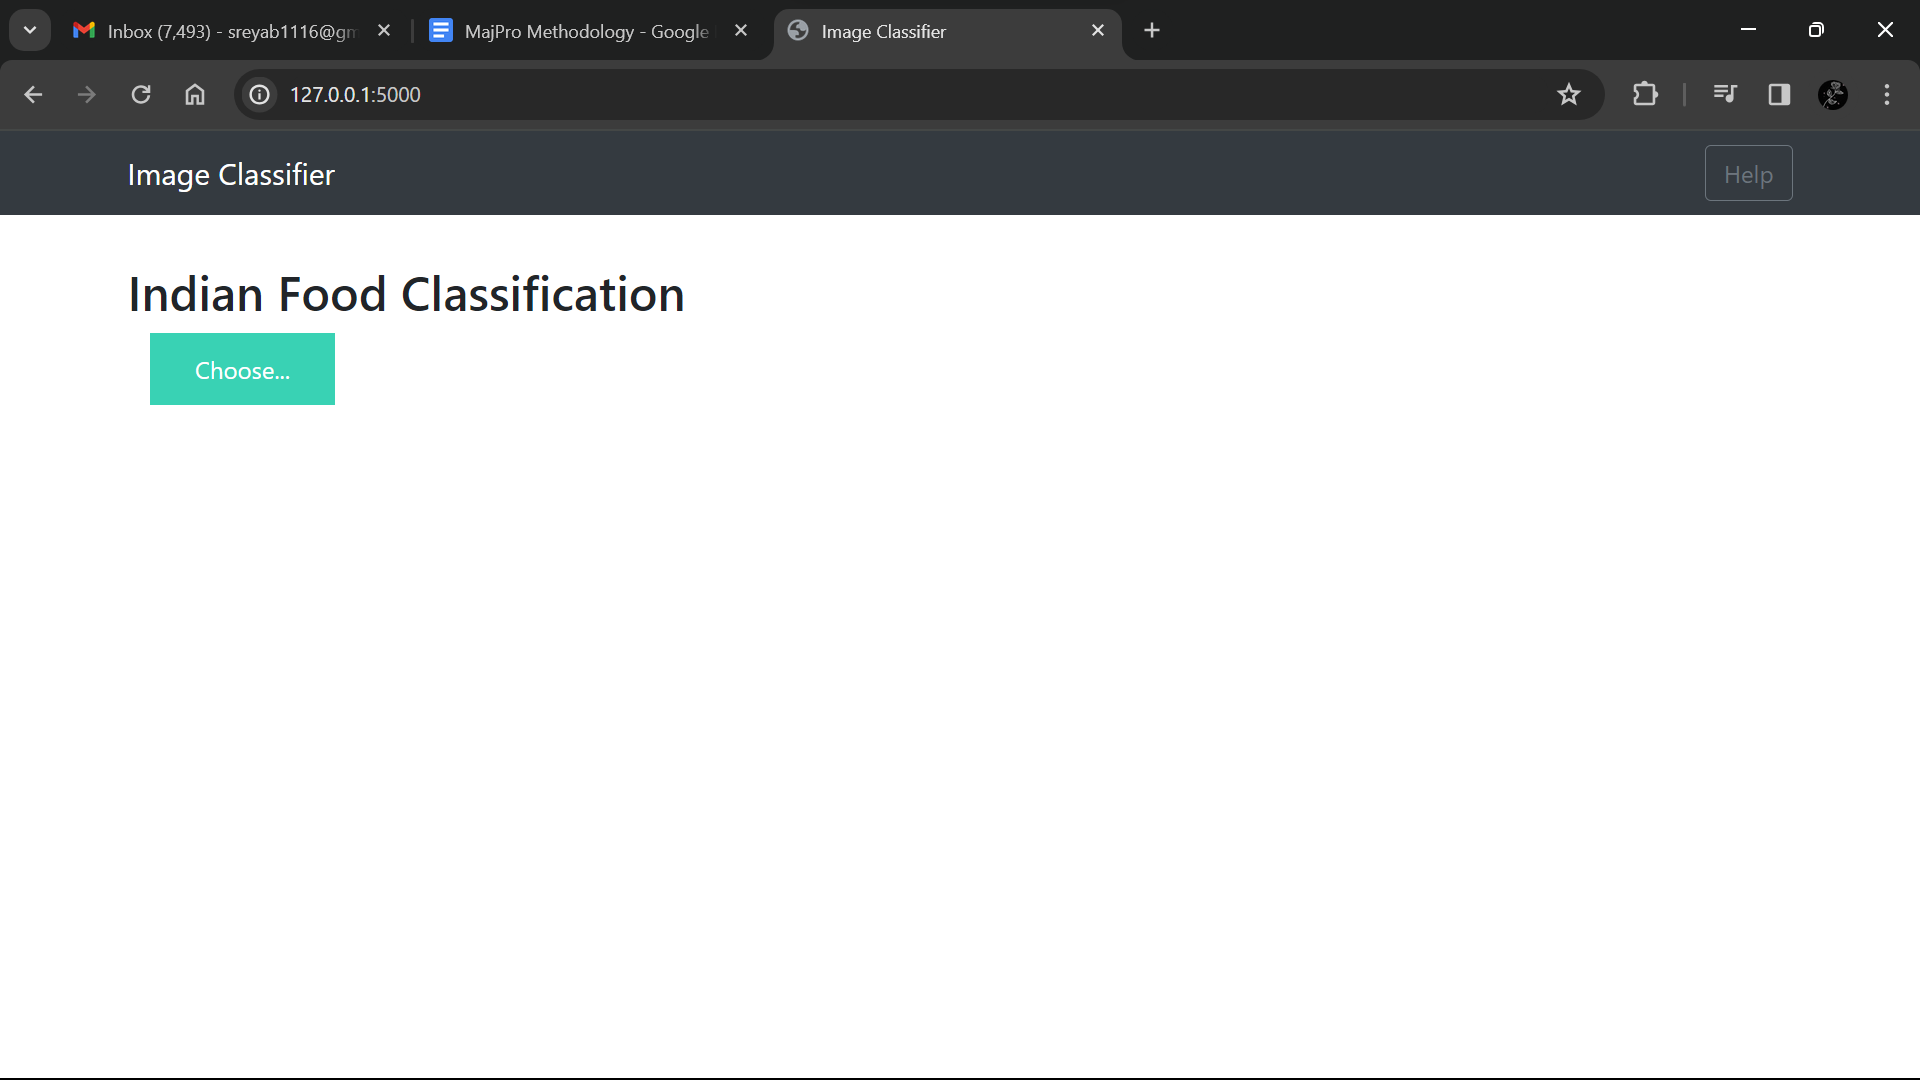 Inbox (7,493) - sreyab1116@gm
MajPro Methodology - Google
Image Classifier
127.0.0.1:5000
Image Classifier
Help
Indian Food Classification
Choose...